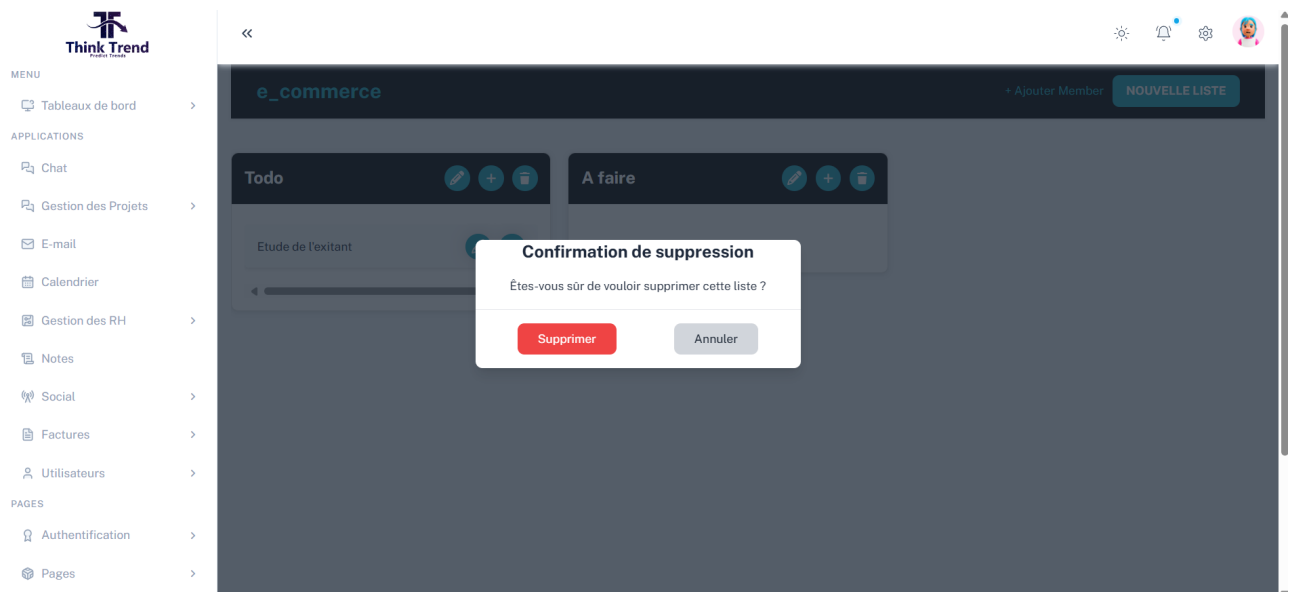 Think Trend
Predict Trends
MENU
Tableaux de bord
APPLICATIONS
Chat
Gestion des Projets
E-mail
Calendrier
Gestion des RH
Notes
Social
Factures
Utilisateurs
PAGES
Authentification
Pages
e_commerce
+ Ajouter Member
NOUVELLE LISTE
Todo
A faire
Etude de l'exitant
Confirmation de suppression
Êtes-vous sûr de vouloir supprimer cette liste ?
Supprimer
Annuler